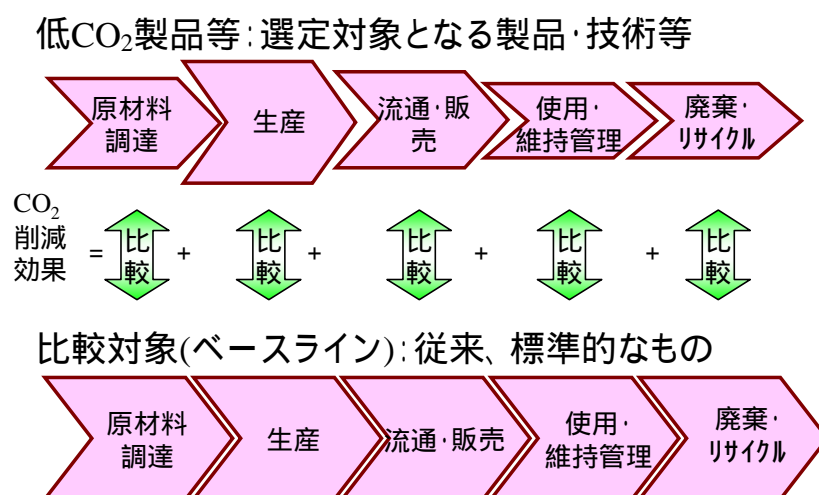 低CO₂製品等:選定対象となる製品･技術等
原材料
調達
生産
流通･販
売
使用･
維持管理
廃棄･
ﾘｻｲｸﾙ
CO₂
削減
効果
=
比
較
+
比
較
+
比
較
+
比
較
+
比
較
比較対象(ベースライン):従来、標準的なもの
原材料
調達
生産
流通･販売
使用･
維持管理
廃棄･
ﾘｻｲｸﾙ